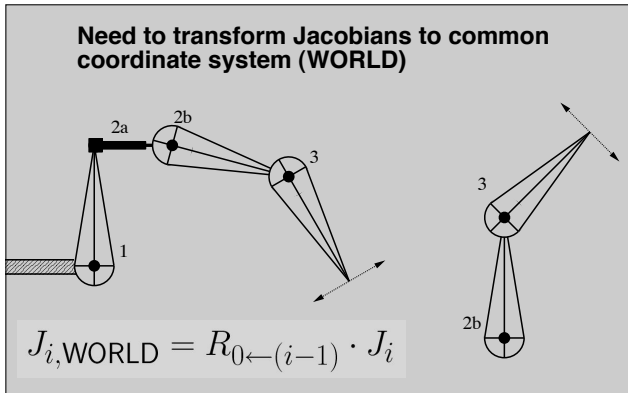 Need to transform Jacobians to common
coordinate system (WORLD)
2a
2b
3
1
3
2b
J_{i,WORLD} = R_{0←(i−1)} · J_i